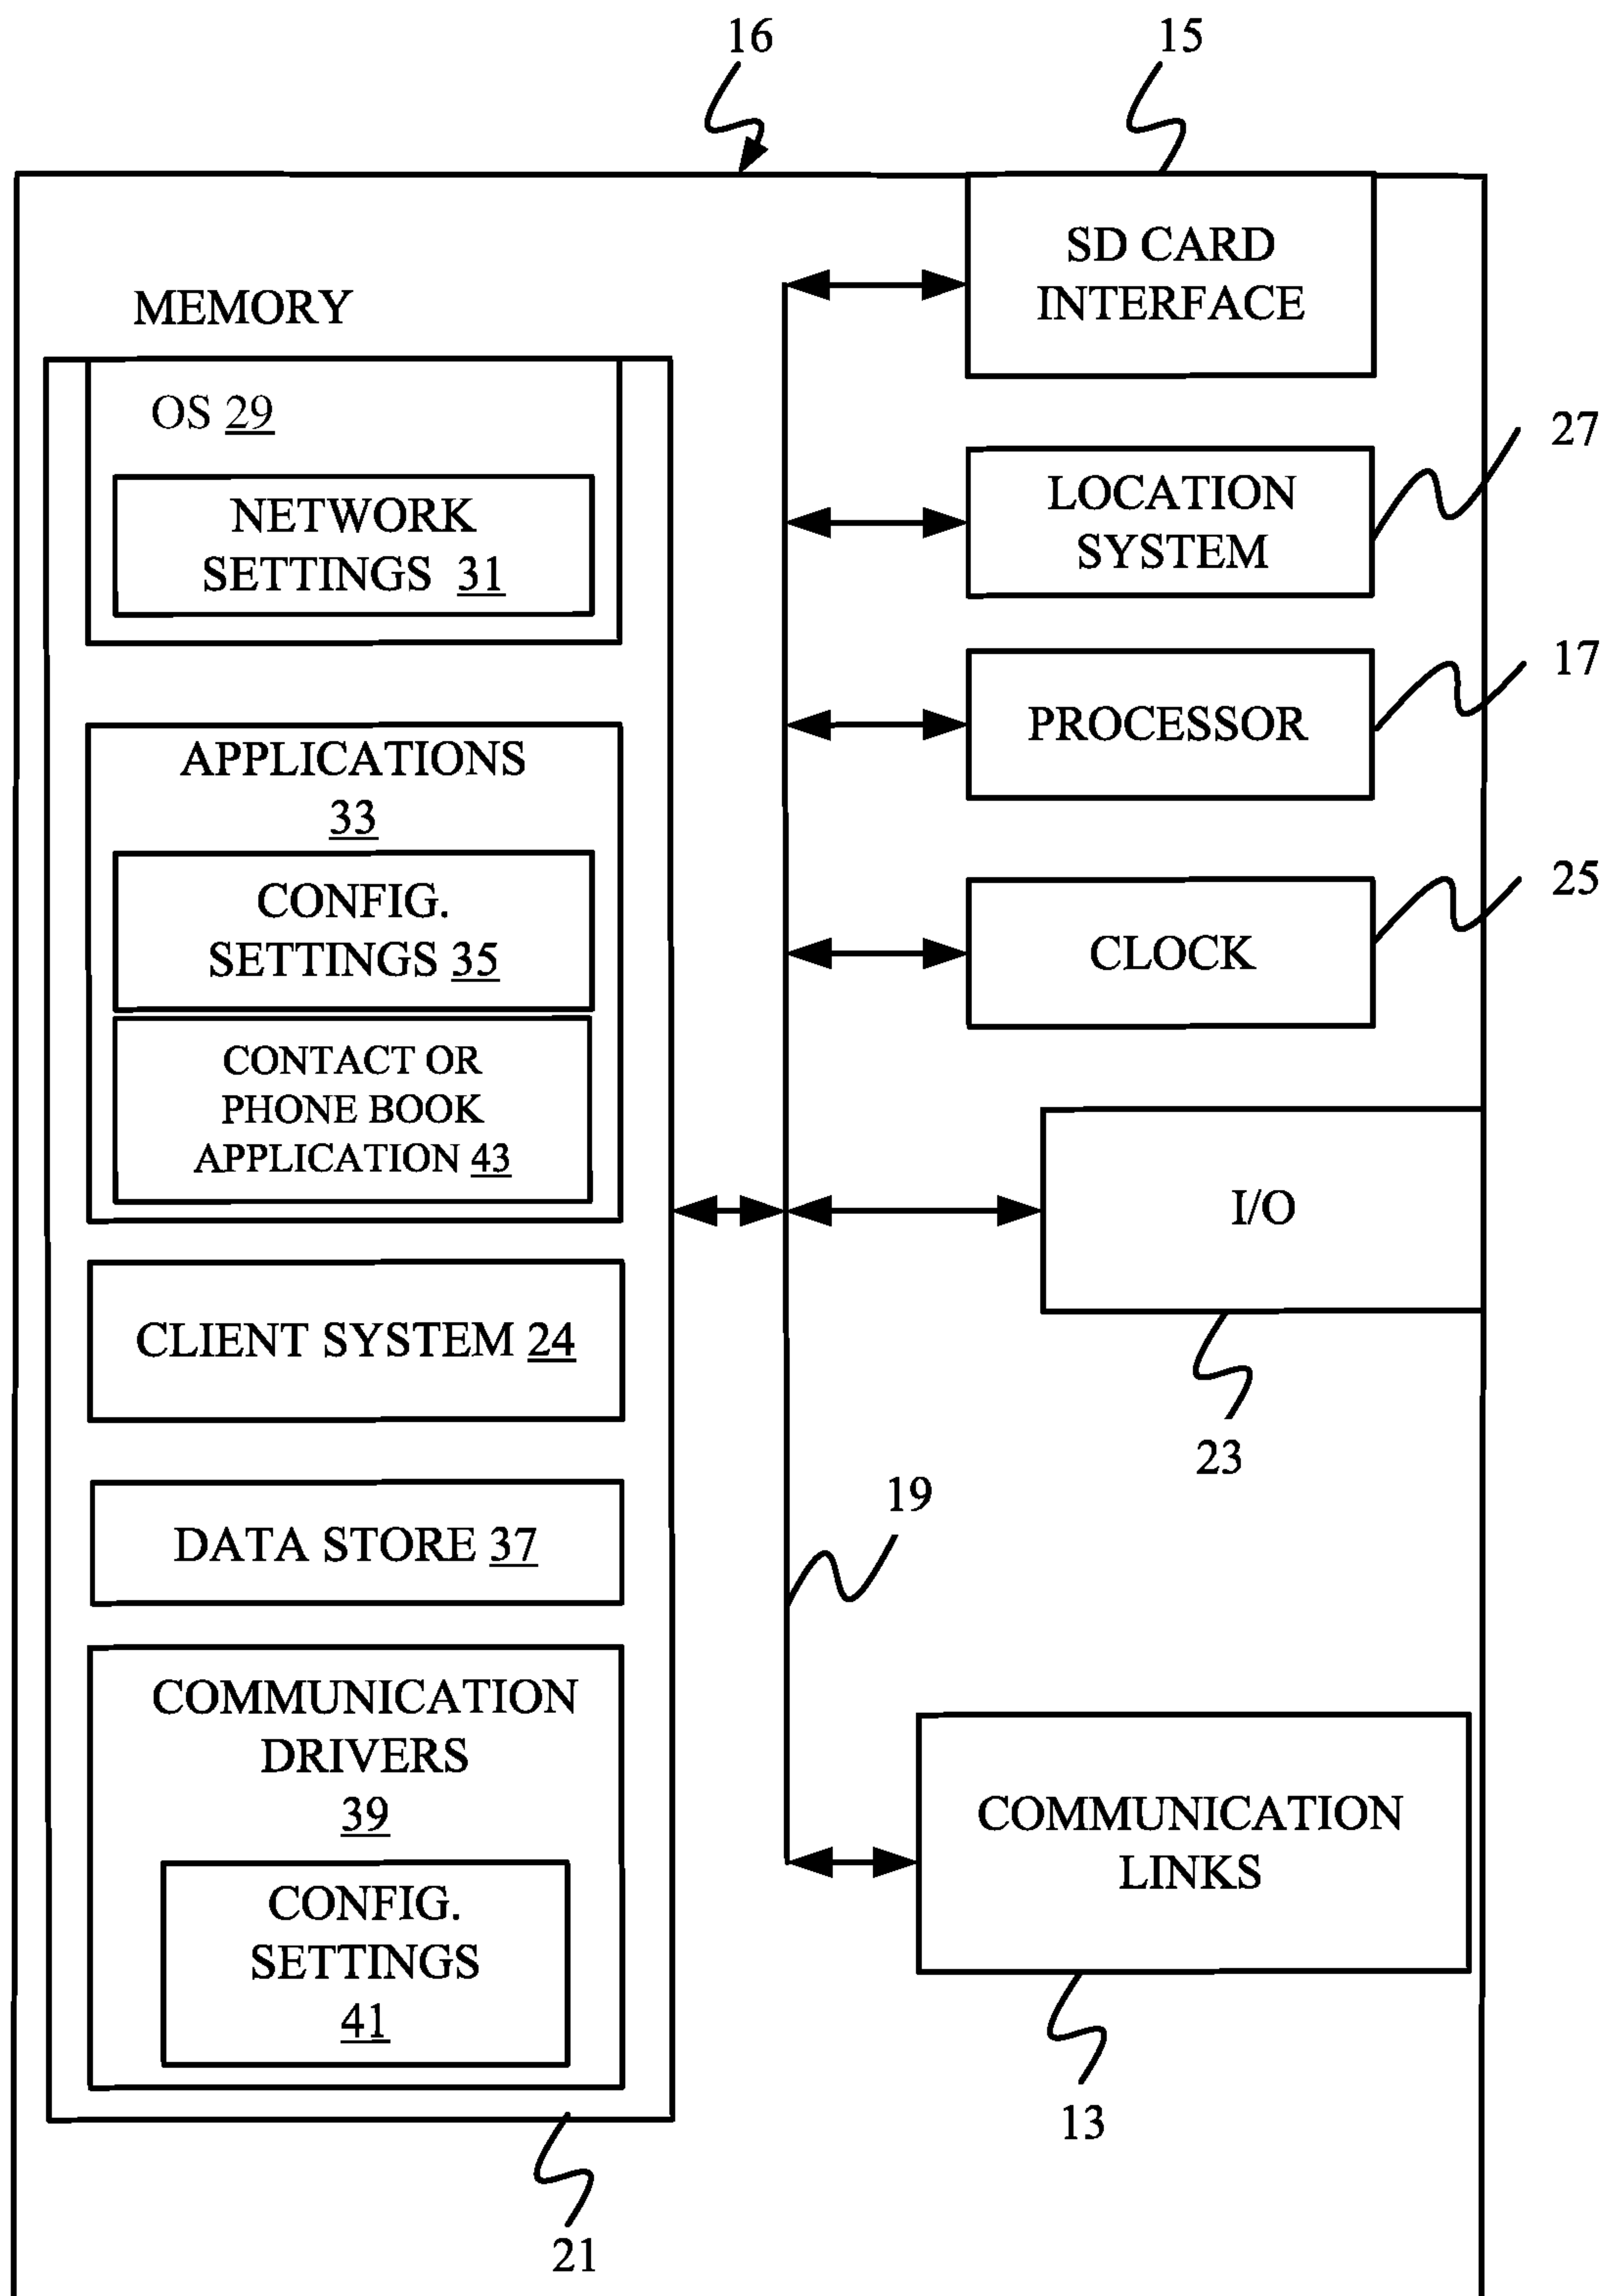 16
15
SD CARD
INTERFACE
MEMORY
OS 29
NETWORK
SETTINGS 31
27
LOCATION
SYSTEM
17
PROCESSOR
APPLICATIONS
33
CONFIG.
SETTINGS 35
25
CLOCK
CONTACT OR
PHONE BOOK
APPLICATION 43
I/O
23
CLIENT SYSTEM 24
19
DATA STORE 37
COMMUNICATION
DRIVERS
39
CONFIG.
SETTINGS
41
COMMUNICATION
LINKS
13
21